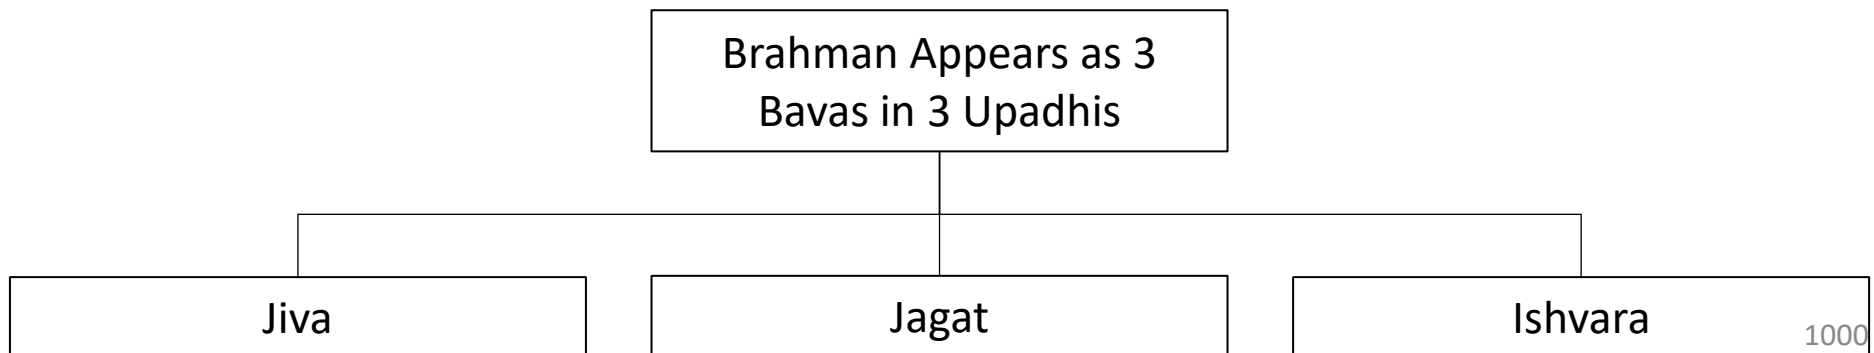 Brahman Appears as 3
Bavas in 3 Upadhis
Jiva
Jagat
Ishvara
1000